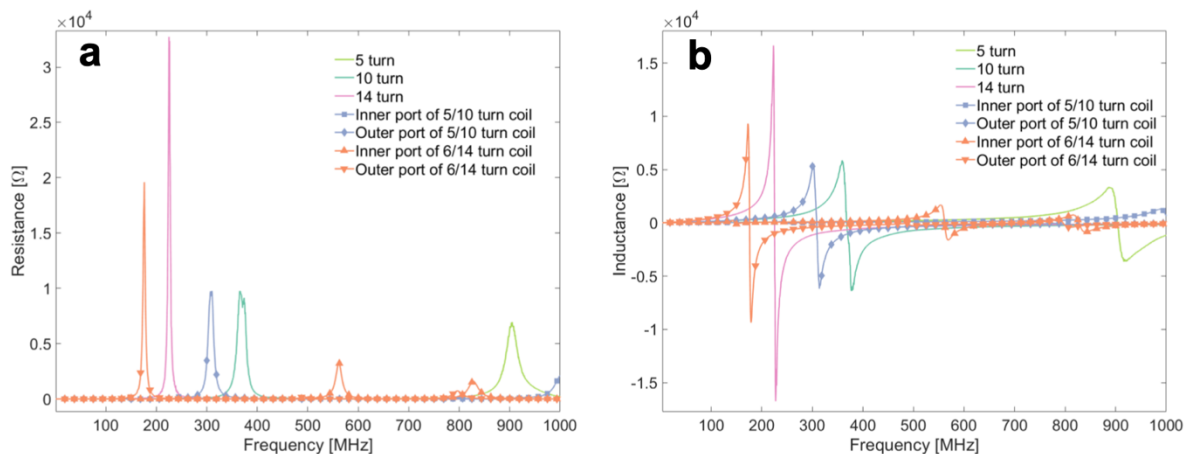 ×10⁴
a
3
2.5
2
1.5
1
0.5
0
Resistance [Ω]
5 turn
10 turn
14 turn
Inner port of 5/10 turn coil
Outer port of 5/10 turn coil
Inner port of 6/14 turn coil
Outer port of 6/14 turn coil
100 200 300 400 500 600 700 800 900 1000
Frequency [MHz]
×10⁴
b
1.5
1
0.5
0
-0.5
-1
-1.5
Inductance [Ω]
5 turn
10 turn
14 turn
Inner port of 5/10 turn coil
Outer port of 5/10 turn coil
Inner port of 6/14 turn coil
Outer port of 6/14 turn coil
100 200 300 400 500 600 700 800 900 1000
Frequency [MHz]